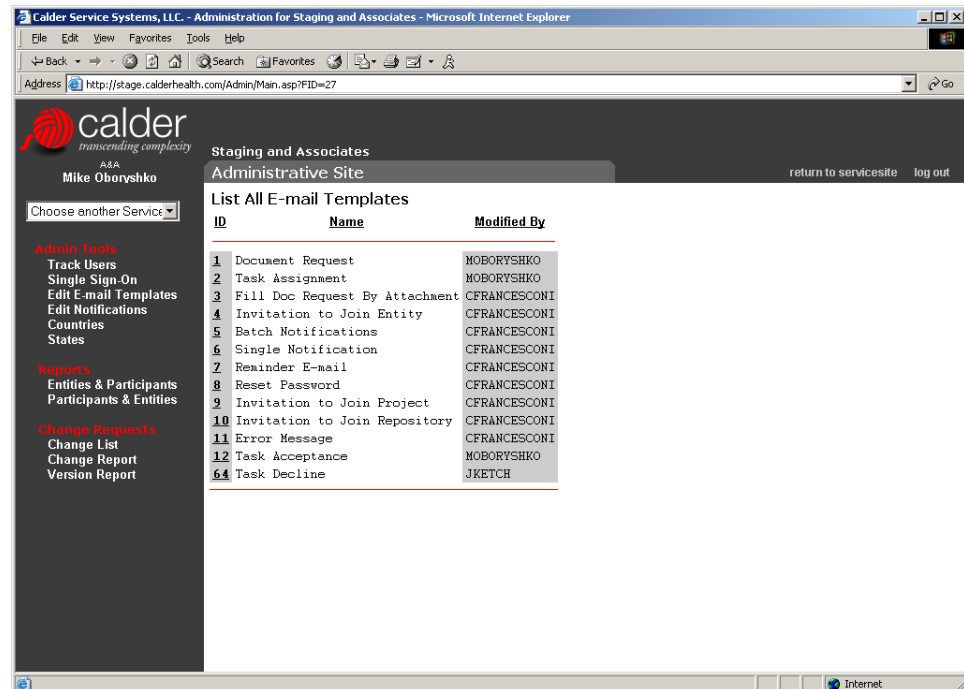 Calder Service Systems, LLC. - Administration for Staging and Associates - Microsoft Internet Explorer
File Edit View Favorites Tools Help
Back Search Favorites
Address http://stage.calderhealth.com/Admin/Main.asp?FID=27 Go
calder
transcending complexity
A&A
Mike Oboryshko
Staging and Associates
Administrative Site
return to servicesite log out
Choose another Service
Admin Tools
Track Users
Single Sign-On
Edit E-mail Templates
Edit Notifications
Countries
States
Reports
Entities & Participants
Participants & Entities
Change Requests
Change List
Change Report
Version Report
List All E-mail Templates
ID Name Modified By
1 Document Request MOBORYSHKO
2 Task Assignment MOBORYSHKO
3 Fill Doc Request By Attachment CFRANCESCONI
4 Invitation to Join Entity CFRANCESCONI
5 Batch Notifications CFRANCESCONI
6 Single Notification CFRANCESCONI
7 Reminder E-mail CFRANCESCONI
8 Reset Password CFRANCESCONI
9 Invitation to Join Project CFRANCESCONI
10 Invitation to Join Repository CFRANCESCONI
11 Error Message CFRANCESCONI
12 Task Acceptance MOBORYSHKO
64 Task Decline JKETCH
Internet